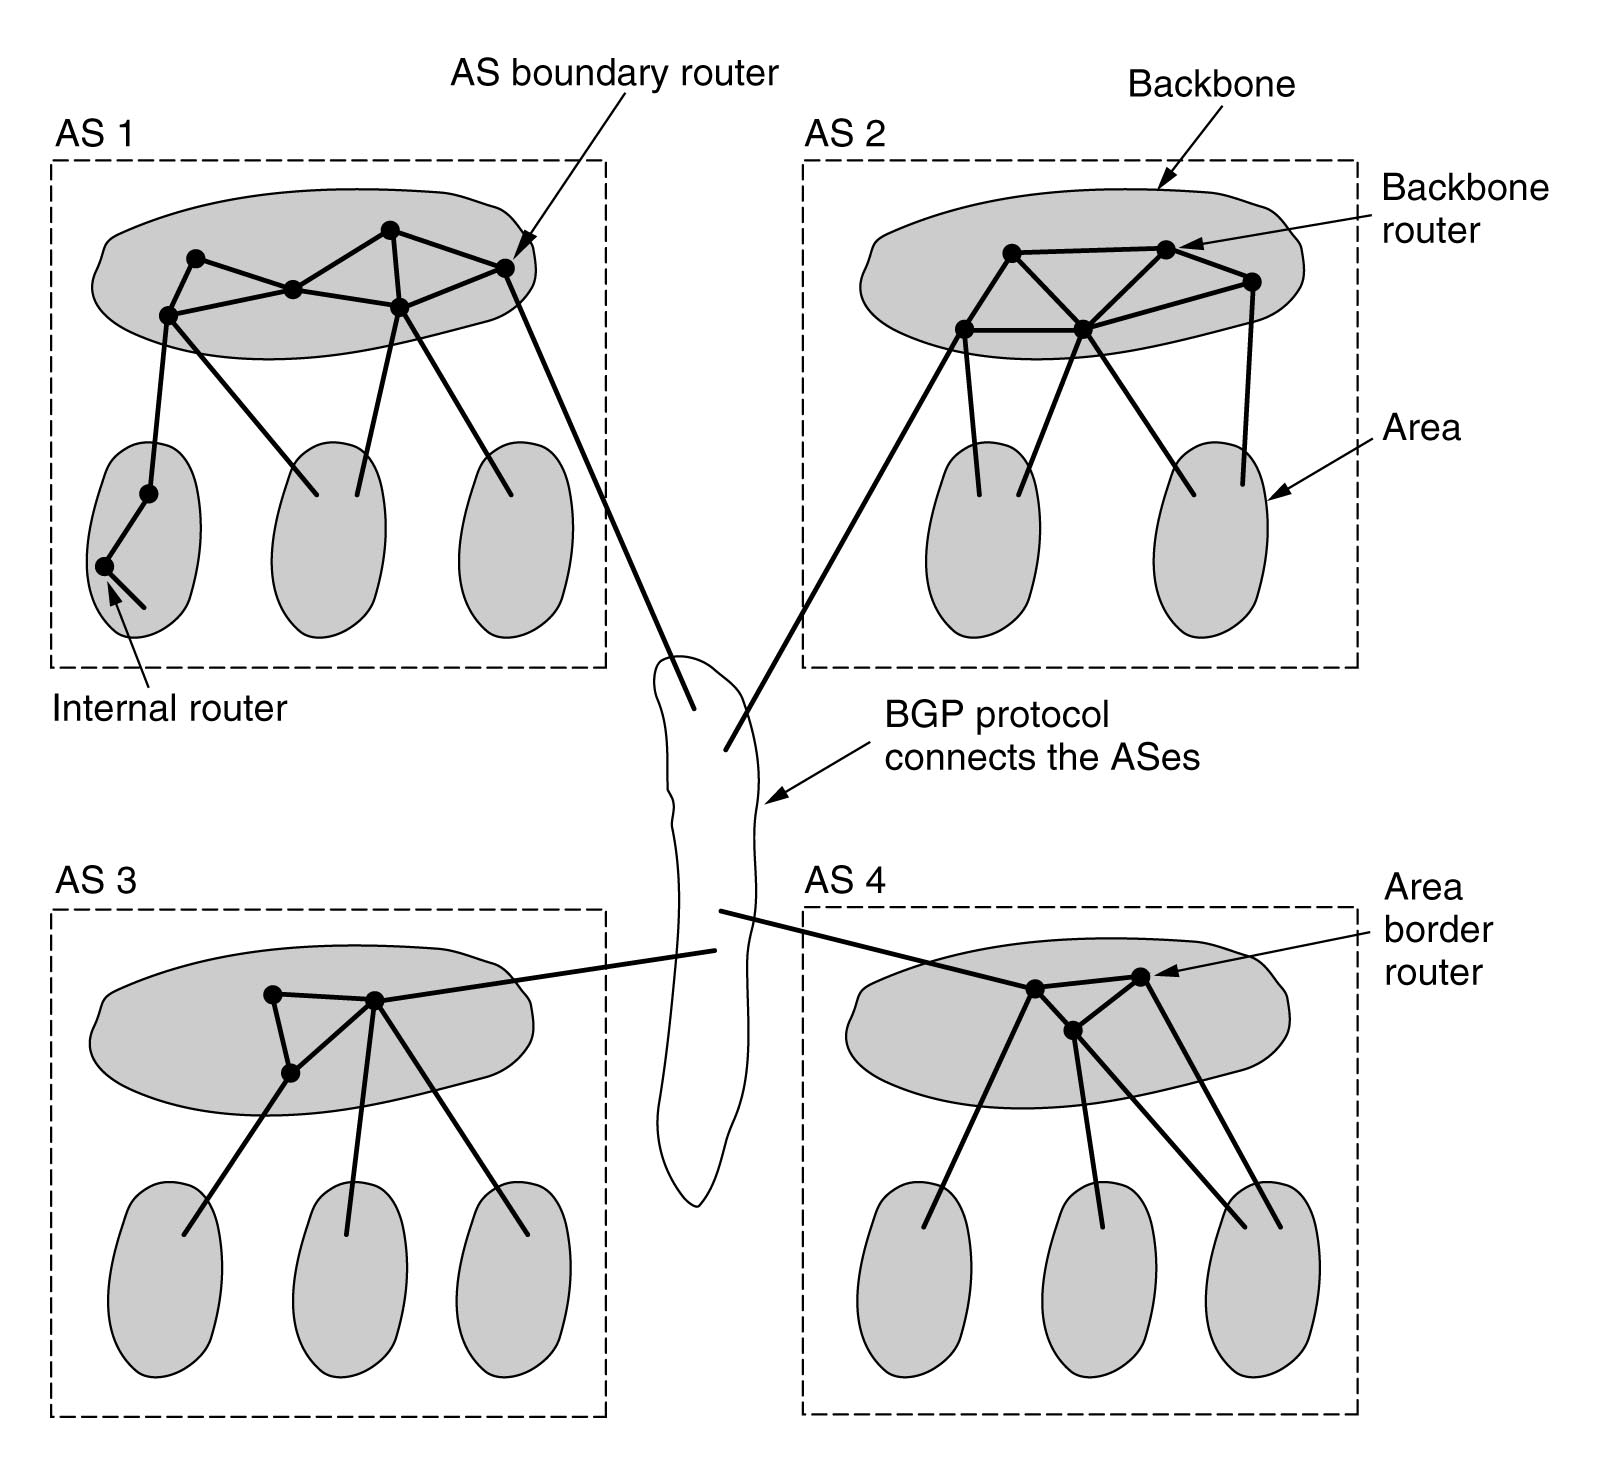 AS boundary router
Backbone
AS 1
AS 2
Backbone
router
Area
Internal router
BGP protocol
connects the ASes
AS 3
AS 4
Area
border
router